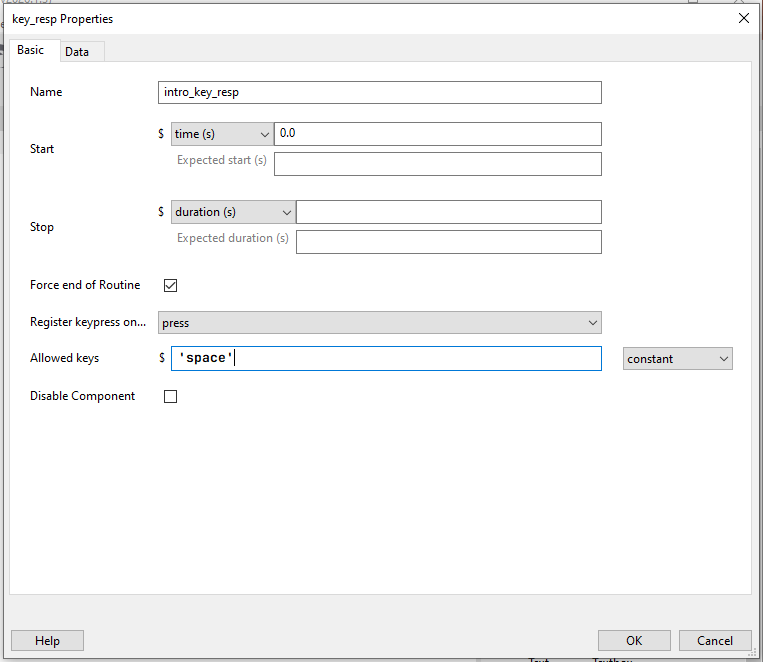 key_resp Properties
Basic
Data
Name
intro_key_resp
Start
$
time (s)
0.0
Expected start (s)
Stop
$
duration (s)
Expected duration (s)
Force end of Routine
Register keypress on...
press
Allowed keys
$
'space'
constant
Disable Component
Help
OK
Cancel